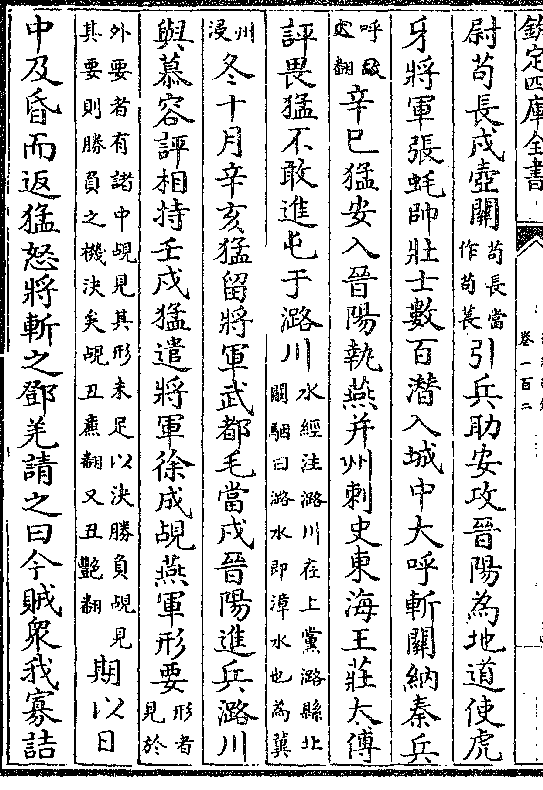 欽定四庫全書
卷一百二
尉苟長戍壺關苟長當作苟萇引兵助安攻晉陽為地道使虎
牙將軍張蚝帥壯士數百潜入城中大呼斬關納秦兵
呼翻辛巳猛安入晉陽執燕并州刺史東海王莊太傅
評畏猛不敢進屯于潞川水經注潞川在上黨潞縣北闞駰曰潞水即漳水也為冀
州浸冬十月辛亥猛留將軍武都毛當戍晉陽進兵潞川
與慕容評相持壬戌猛遣將軍徐成覘燕軍形要形者見於
外要者有諸中覘見其形未足以決勝負覘見其要則勝負之機決矣覘丑廉翻又丑艷翻期以日
中及昏而返猛怒將斬之鄧羌請之曰今賊衆我寡詰